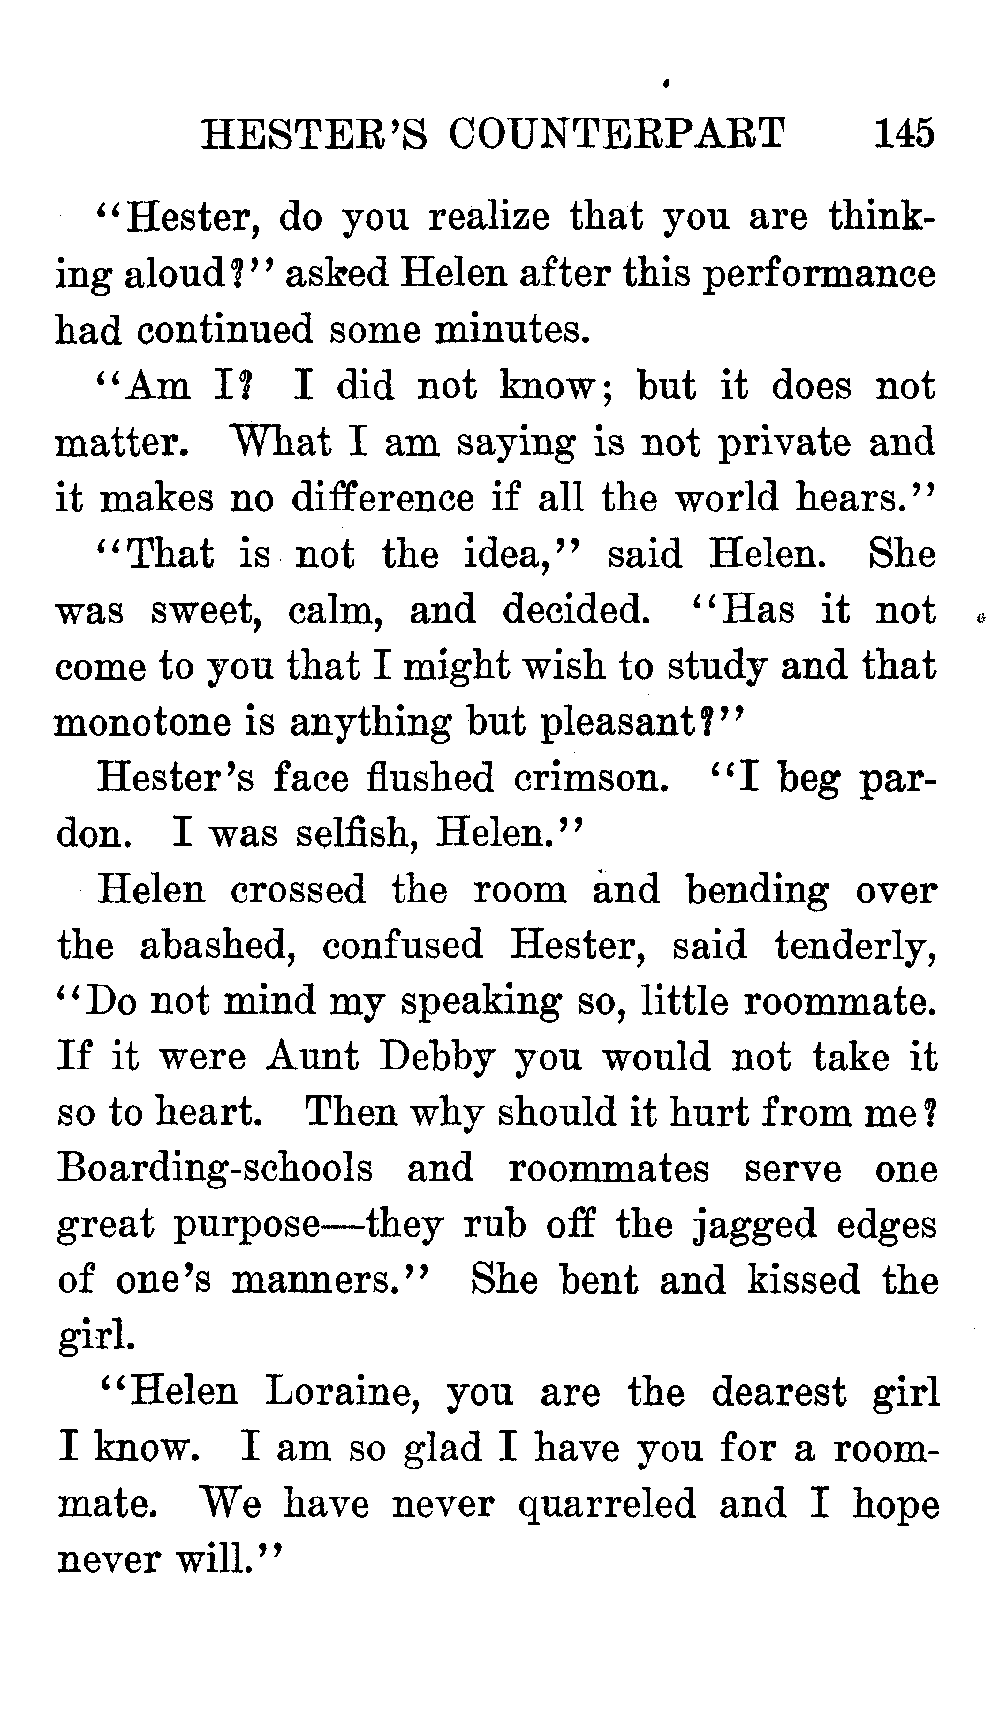 HESTER'S COUNTERPART 145
"Hester, do you realize that you are think-
ing aloud?" asked Helen after this performance
had continued some minutes.
"Am I? I did not know; but it does not
matter. What I am saying is not private and
it makes no difference if all the world hears."
"That is not the idea," said Helen. She
was sweet, calm, and decided. "Has it not
come to you that I might wish to study and that
monotone is anything but pleasant?"
Hester's face flushed crimson. "I beg par-
don. I was selfish, Helen."
Helen crossed the room and bending over
the abashed, confused Hester, said tenderly,
"Do not mind my speaking so, little roommate.
If it were Aunt Debby you would not take it
so to heart. Then why should it hurt from me?
Boarding-schools and roommates serve one
great purpose—they rub off the jagged edges
of one's manners." She bent and kissed the
girl.
"Helen Loraine, you are the dearest girl
I know. I am so glad I have you for a room-
mate. We have never quarreled and I hope
never will."